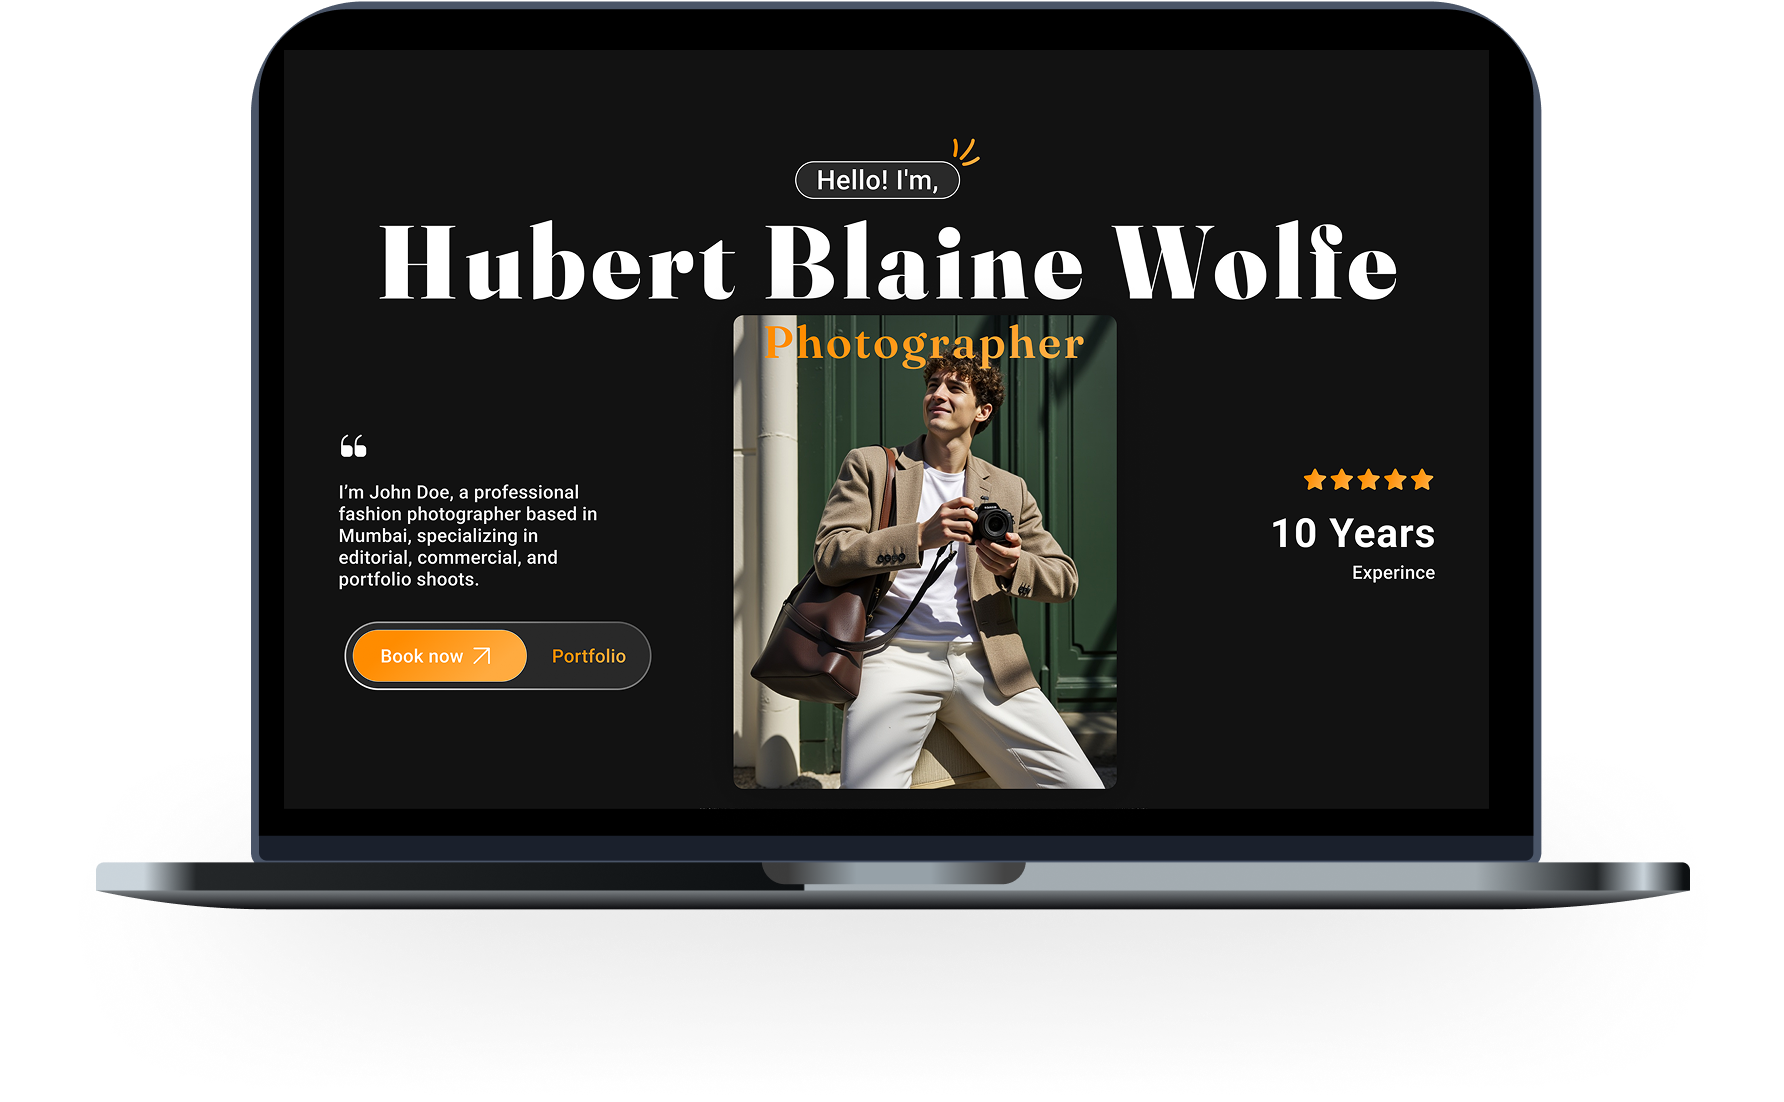 Hello! I'm,
Hubert Blaine Wolfe
Photographer
I'm John Doe, a professional
fashion photographer based in
Mumbai, specializing in
editorial, commercial, and
portfolio shoots.
Book now
Portfolio
10 Years
Experince